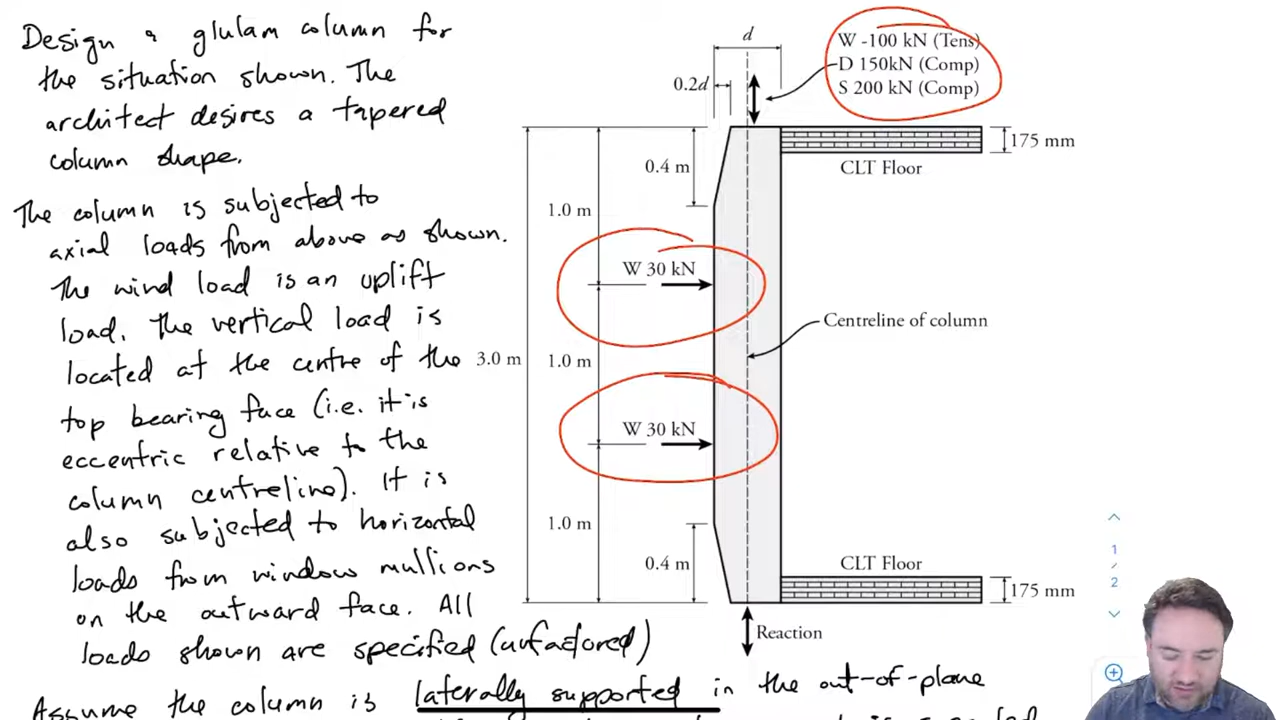 Design a glulam column for
the situation shown. The
architect desires a tapered
column shape.
The column is subjected to
axial loads from above as shown.
The wind load is an uplift
load. The vertical load is
located at the centre of the
top bearing face (i.e. it is
eccentric relative to the
column centreline). It is
also subjected to horizontal
loads from window mullions
on the outward face. All
loads shown are specified (unfactored)
Assume the column is laterally supported in the out-of-plane
d
W -100 kN (Tens)
D 150kN (Comp)
S 200 kN (Comp)
0.2d
175 mm
CLT Floor
0.4 m
1.0 m
W 30 kN
Centreline of column
3.0 m
1.0 m
W 30 kN
1.0 m
0.4 m
CLT Floor
175 mm
Reaction
1
/
2